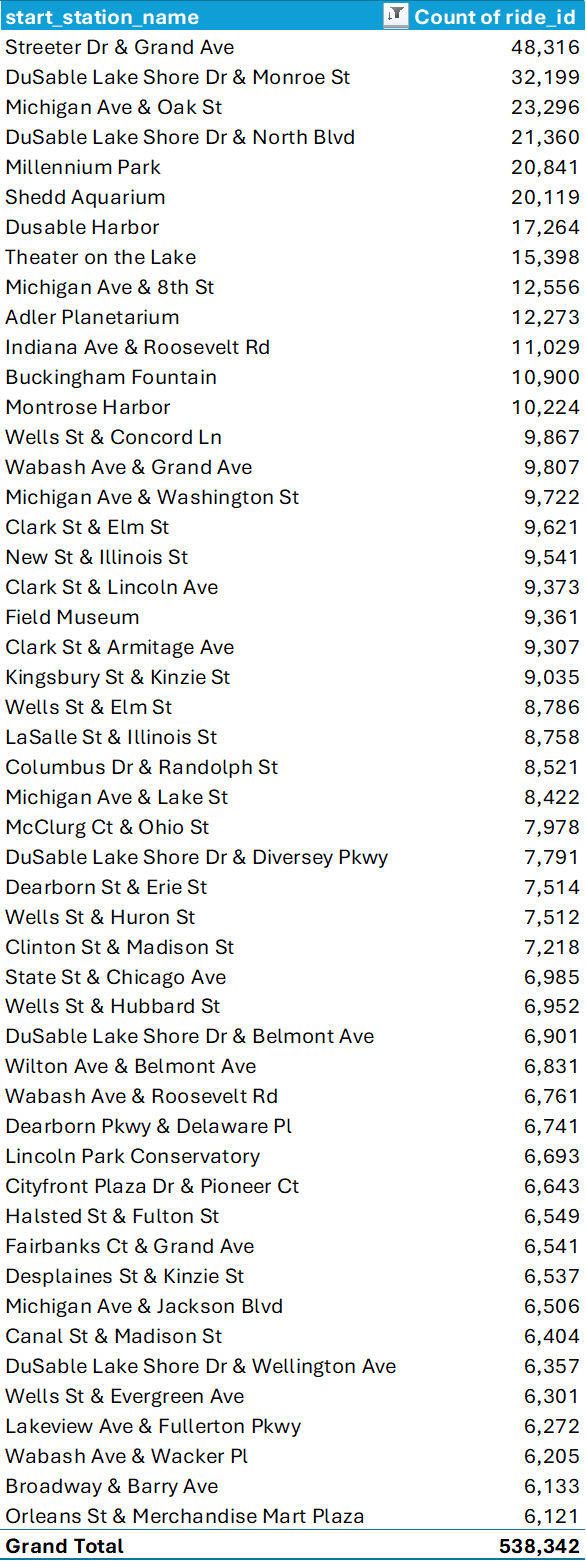 start_station_name Count of ride_id
Streeter Dr & Grand Ave 48,316
DuSable Lake Shore Dr & Monroe St 32,199
Michigan Ave & Oak St 23,296
DuSable Lake Shore Dr & North Blvd 21,360
Millennium Park 20,841
Shedd Aquarium 20,119
Dusable Harbor 17,264
Theater on the Lake 15,398
Michigan Ave & 8th St 12,556
Adler Planetarium 12,273
Indiana Ave & Roosevelt Rd 11,029
Buckingham Fountain 10,900
Montrose Harbor 10,224
Wells St & Concord Ln 9,867
Wabash Ave & Grand Ave 9,807
Michigan Ave & Washington St 9,722
Clark St & Elm St 9,621
New St & Illinois St 9,541
Clark St & Lincoln Ave 9,373
Field Museum 9,361
Clark St & Armitage Ave 9,307
Kingsbury St & Kinzie St 9,035
Wells St & Elm St 8,786
LaSalle St & Illinois St 8,758
Columbus Dr & Randolph St 8,521
Michigan Ave & Lake St 8,422
McClurg Ct & Ohio St 7,978
DuSable Lake Shore Dr & Diversey Pkwy 7,791
Dearborn St & Erie St 7,514
Wells St & Huron St 7,512
Clinton St & Madison St 7,218
State St & Chicago Ave 6,985
Wells St & Hubbard St 6,952
DuSable Lake Shore Dr & Belmont Ave 6,901
Wilton Ave & Belmont Ave 6,831
Wabash Ave & Roosevelt Rd 6,761
Dearborn Pkwy & Delaware Pl 6,741
Lincoln Park Conservatory 6,693
Cityfront Plaza Dr & Pioneer Ct 6,643
Halsted St & Fulton St 6,549
Fairbanks Ct & Grand Ave 6,541
Desplaines St & Kinzie St 6,537
Michigan Ave & Jackson Blvd 6,506
Canal St & Madison St 6,404
DuSable Lake Shore Dr & Wellington Ave 6,357
Wells St & Evergreen Ave 6,301
Lakeview Ave & Fullerton Pkwy 6,272
Wabash Ave & Wacker Pl 6,205
Broadway & Barry Ave 6,133
Orleans St & Merchandise Mart Plaza 6,121
Grand Total 538,342